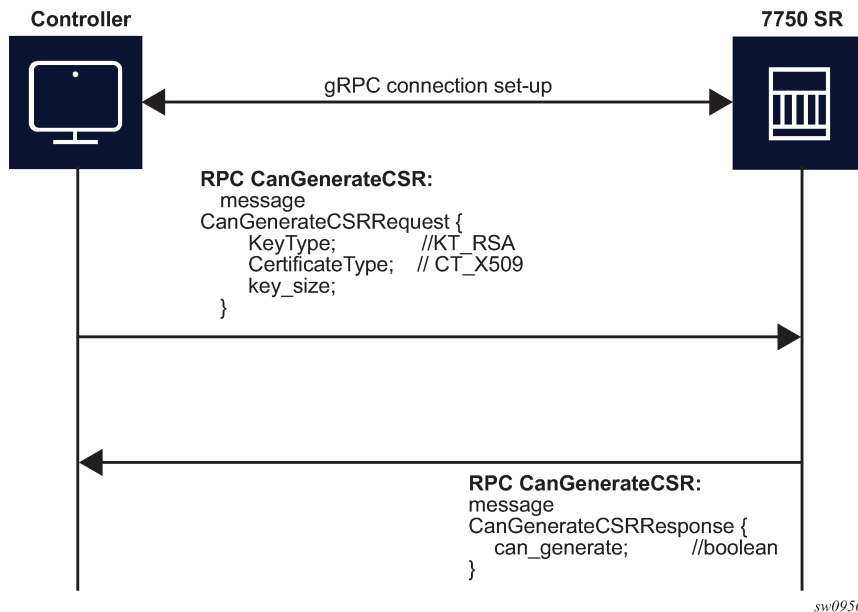 Controller
7750 SR
gRPC connection set-up
RPC CanGenerateCSR:
message
CanGenerateCSRRequest {
KeyType; //KT_RSA
CertificateType; // CT_X509
key_size;
}
RPC CanGenerateCSR:
message
CanGenerateCSRResponse {
can_generate; //boolean
}